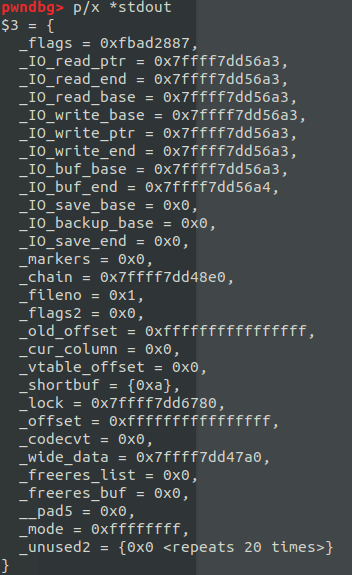 pwndbg> p/x *stdout
$3 = {
  _flags = 0xfbad2887,
  _IO_read_ptr = 0x7ffff7dd56a3,
  _IO_read_end = 0x7ffff7dd56a3,
  _IO_read_base = 0x7ffff7dd56a3,
  _IO_write_base = 0x7ffff7dd56a3,
  _IO_write_ptr = 0x7ffff7dd56a3,
  _IO_write_end = 0x7ffff7dd56a3,
  _IO_buf_base = 0x7ffff7dd56a3,
  _IO_buf_end = 0x7ffff7dd56a4,
  _IO_save_base = 0x0,
  _IO_backup_base = 0x0,
  _IO_save_end = 0x0,
  _markers = 0x0,
  _chain = 0x7ffff7dd48e0,
  _fileno = 0x1,
  _flags2 = 0x0,
  _old_offset = 0xffffffffffffffff,
  _cur_column = 0x0,
  _vtable_offset = 0x0,
  _shortbuf = {0xa},
  _lock = 0x7ffff7dd6780,
  _offset = 0xffffffffffffffff,
  _codecvt = 0x0,
  _wide_data = 0x7ffff7dd47a0,
  _freeres_list = 0x0,
  _freeres_buf = 0x0,
  __pad5 = 0x0,
  _mode = 0xffffffff,
  _unused2 = {0x0 <repeats 20 times>}
}